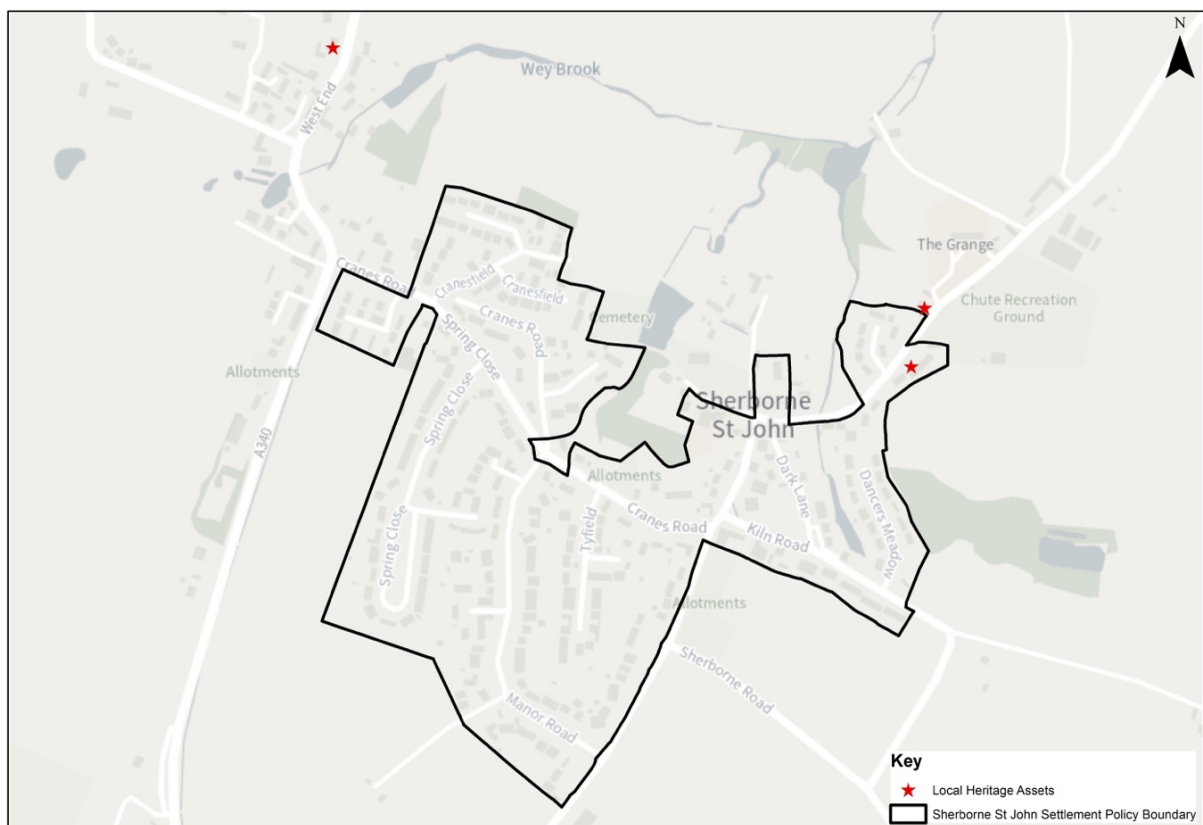 N
Wey Brook
West End
The Grange
Cranes Road
Cranesfield
Cranesfield
Chute Recreation
Ground
Cemetery
Cranes Road
Spring Close
Allotments
Spring Close
Sherborne
St John
A340
Dark Lane
Allotments
Dancers Meadow
Cranes Road
Kiln Road
Tyfield
Spring Close
Allotments
Sherborne Road
Manor Road
Key
Local Heritage Assets
Sherborne St John Settlement Policy Boundary